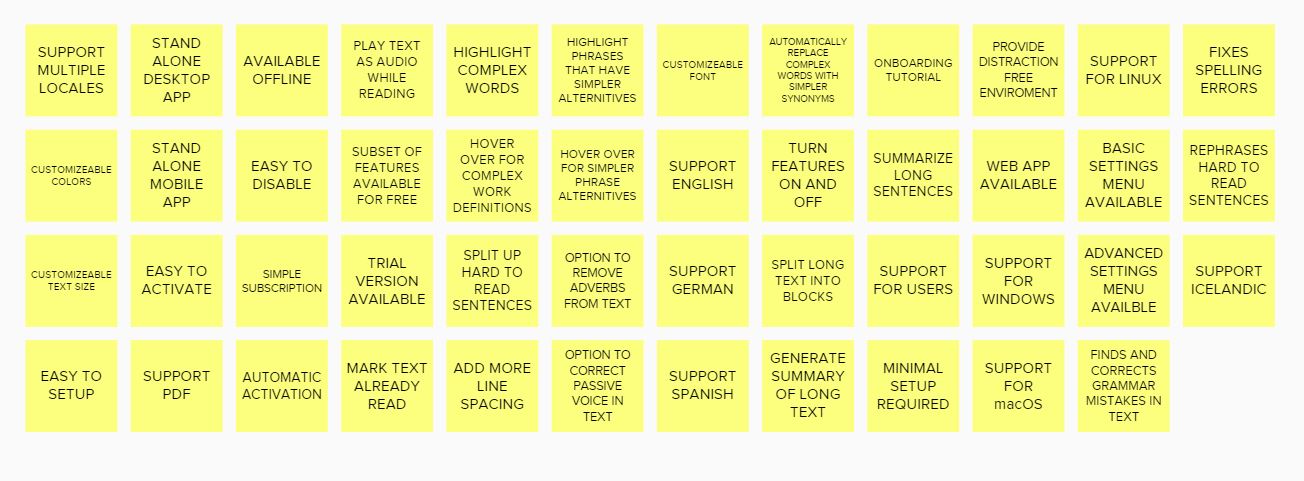 SUPPORT
MULTIPLE
LOCALES
STAND
ALONE
DESKTOP
APP
AVAILABLE
OFFLINE
PLAY TEXT
AS AUDIO
WHILE
READING
HIGHLIGHT
COMPLEX
WORDS
HIGHLIGHT
PHRASES
THAT HAVE
SIMPLER
ALTERNITIVES
CUSTOMIZEABLE
FONT
AUTOMATICALLY
REPLACE
COMPLEX
WORDS WITH
SIMPLER
SYNONYMS
ONBOARDING
TUTORIAL
PROVIDE
DISTRACTION
FREE
ENVIROMENT
SUPPORT
FOR LINUX
FIXES
SPELLING
ERRORS
CUSTOMIZEABLE
COLORS
STAND
ALONE
MOBILE
APP
EASY TO
DISABLE
SUBSET OF
FEATURES
AVAILABLE
FOR FREE
HOVER
OVER FOR
COMPLEX
WORK
DEFINITIONS
HOVER OVER
FOR SIMPLER
PHRASE
ALTERNITIVES
SUPPORT
ENGLISH
TURN
FEATURES
ON AND
OFF
SUMMARIZE
LONG
SENTENCES
WEB APP
AVAILABLE
BASIC
SETTINGS
MENU
AVAILABLE
REPHRASES
HARD TO
READ
SENTENCES
CUSTOMIZEABLE
TEXT SIZE
EASY TO
ACTIVATE
SIMPLE
SUBSCRIPTION
TRIAL
VERSION
AVAILABLE
SPLIT UP
HARD TO
READ
SENTENCES
OPTION TO
REMOVE
ADVERBS
FROM TEXT
SUPPORT
GERMAN
SPLIT LONG
TEXT INTO
BLOCKS
SUPPORT
FOR USERS
SUPPORT
FOR
WINDOWS
ADVANCED
SETTINGS
MENU
AVAILBLE
SUPPORT
ICELANDIC
EASY TO
SETUP
SUPPORT
PDF
AUTOMATIC
ACTIVATION
MARK TEXT
ALREADY
READ
ADD MORE
LINE
SPACING
OPTION TO
CORRECT
PASSIVE
VOICE IN
TEXT
SUPPORT
SPANISH
GENERATE
SUMMARY
OF LONG
TEXT
MINIMAL
SETUP
REQUIRED
SUPPORT
FOR
macOS
FINDS AND
CORRECTS
GRAMMAR
MISTAKES IN
TEXT